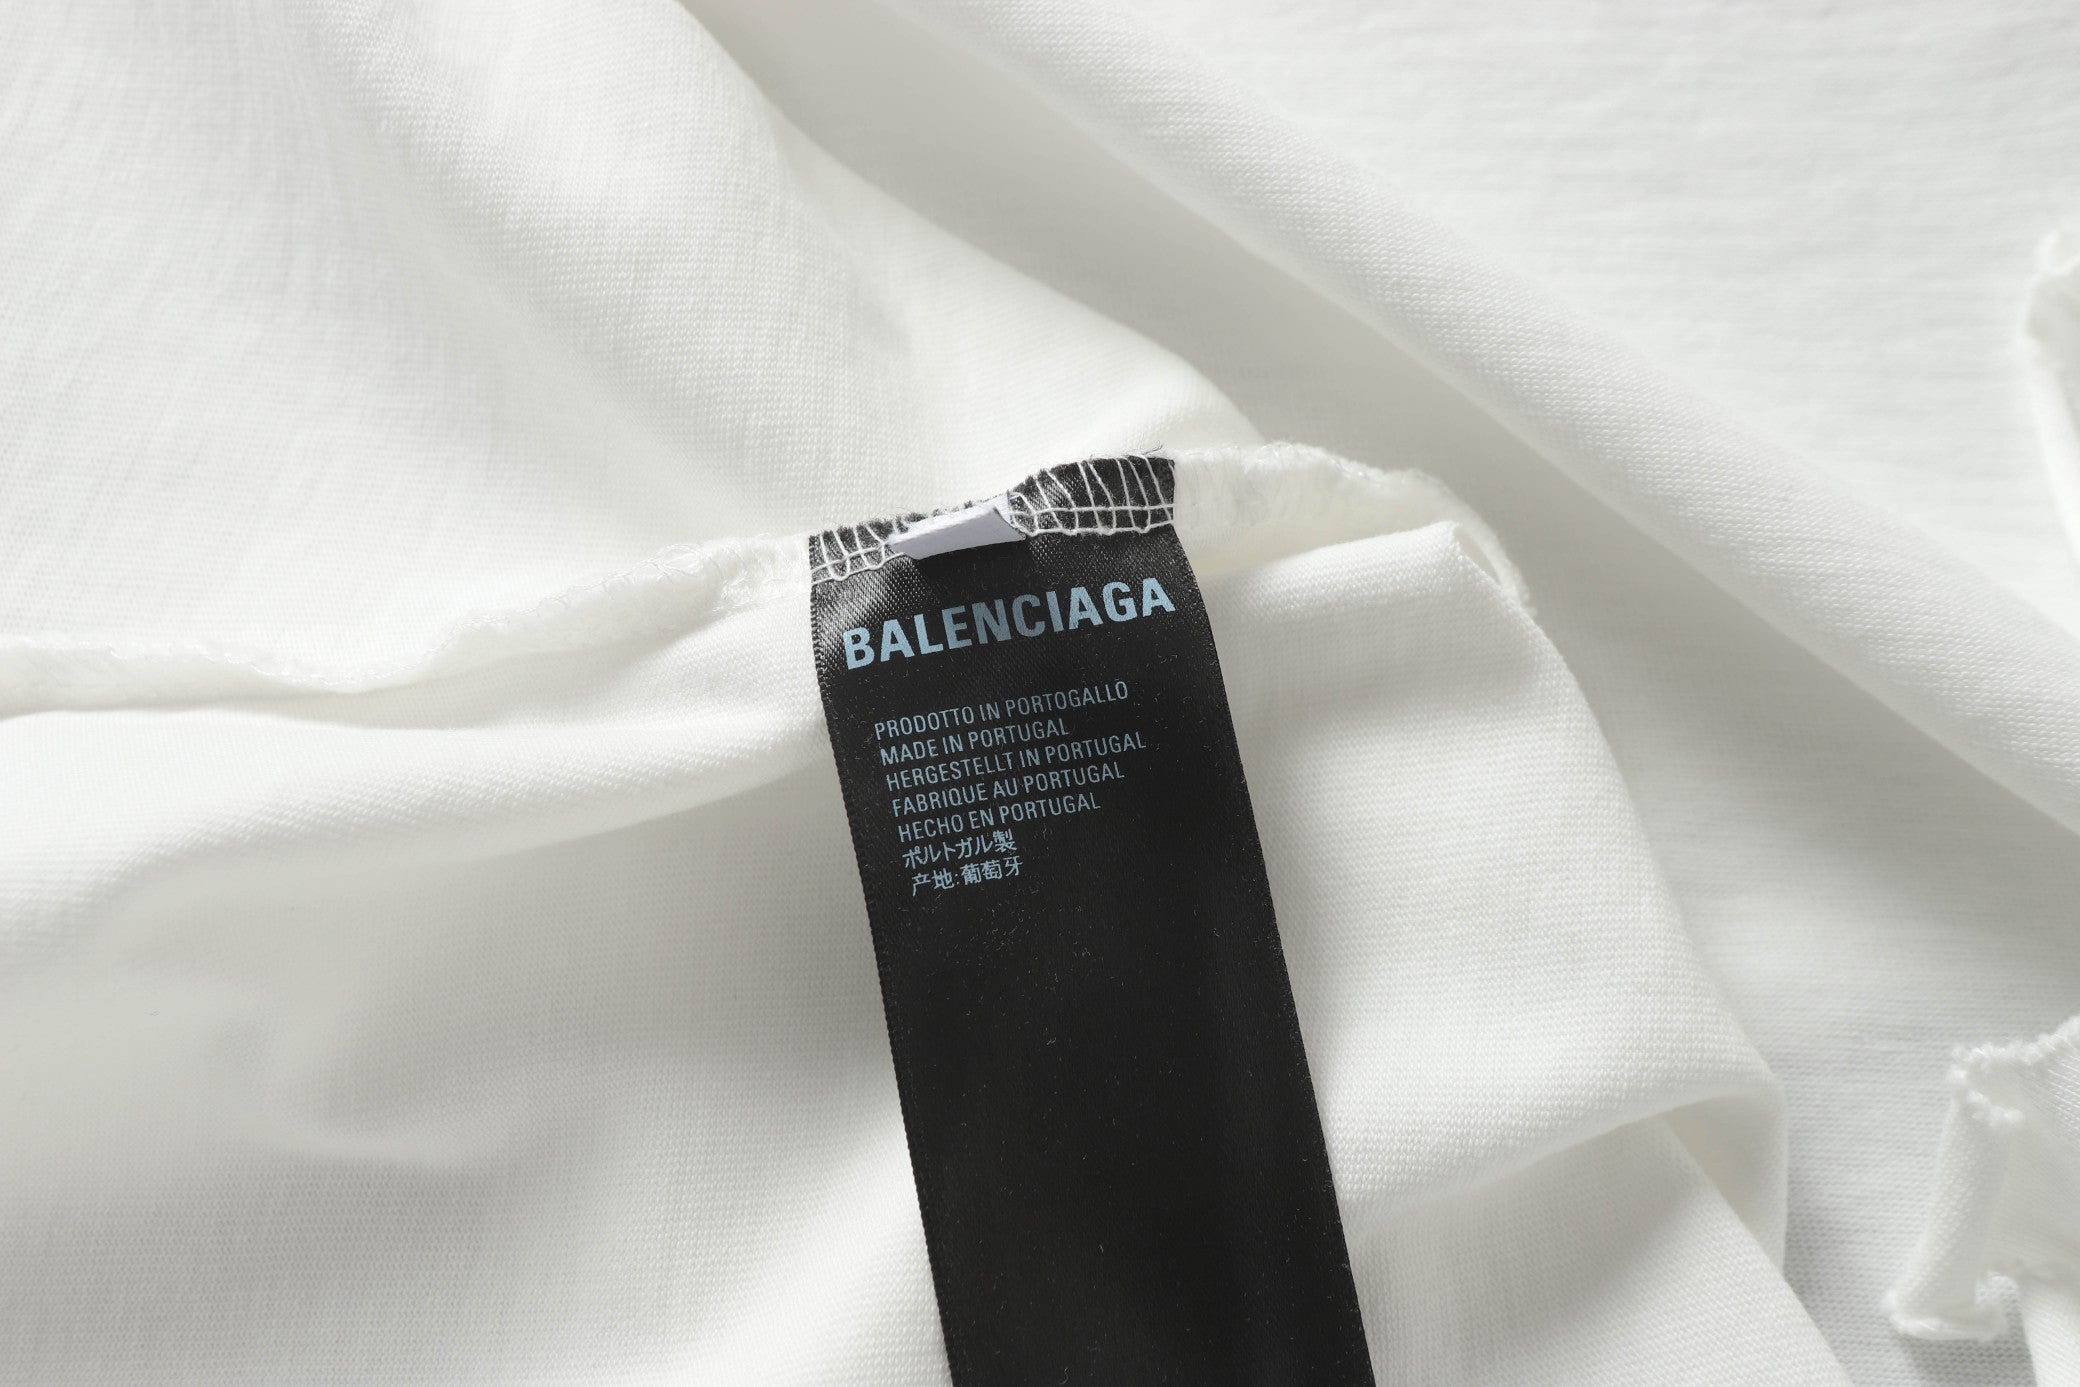 BALENCIAGA
PRODOTTO IN PORTOGALLO
MADE IN PORTUGAL
HERGESTELLT IN PORTUGAL
FABRIQUE AU PORTUGAL
HECHO EN PORTUGAL
ポルトガル製
产地:葡萄牙